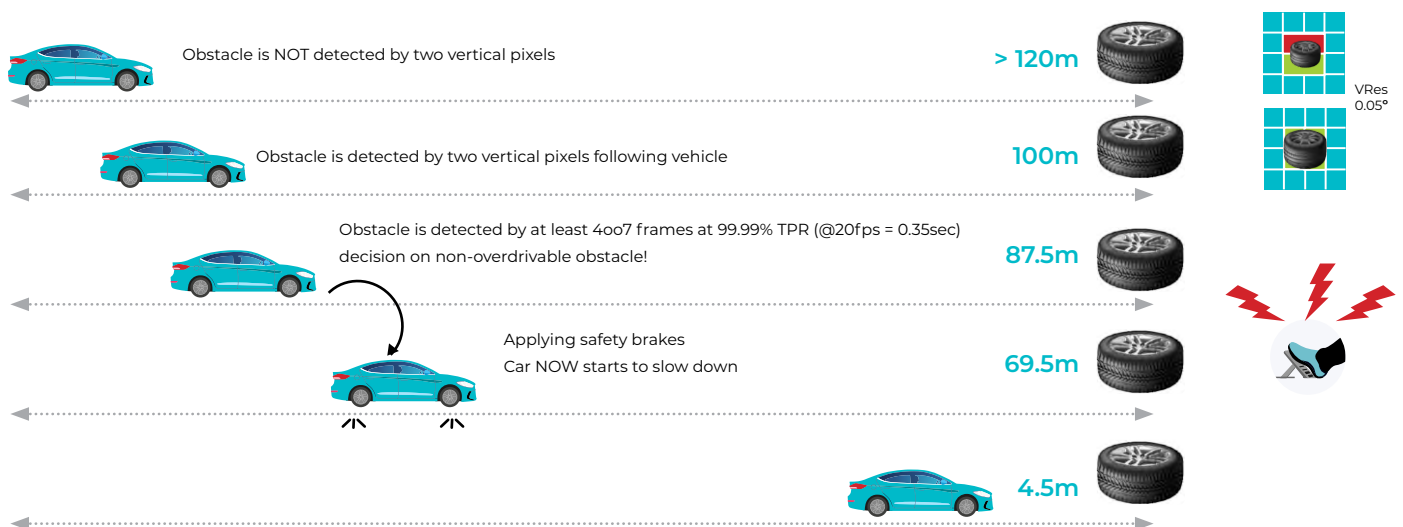 Obstacle is NOT detected by two vertical pixels
> 120m
VRes
0.05°
Obstacle is detected by two vertical pixels following vehicle
100m
Obstacle is detected by at least 4oo7 frames at 99.99% TPR (@20fps = 0.35sec)
decision on non-overdrivable obstacle!
87.5m
Applying safety brakes
Car NOW starts to slow down
69.5m
4.5m